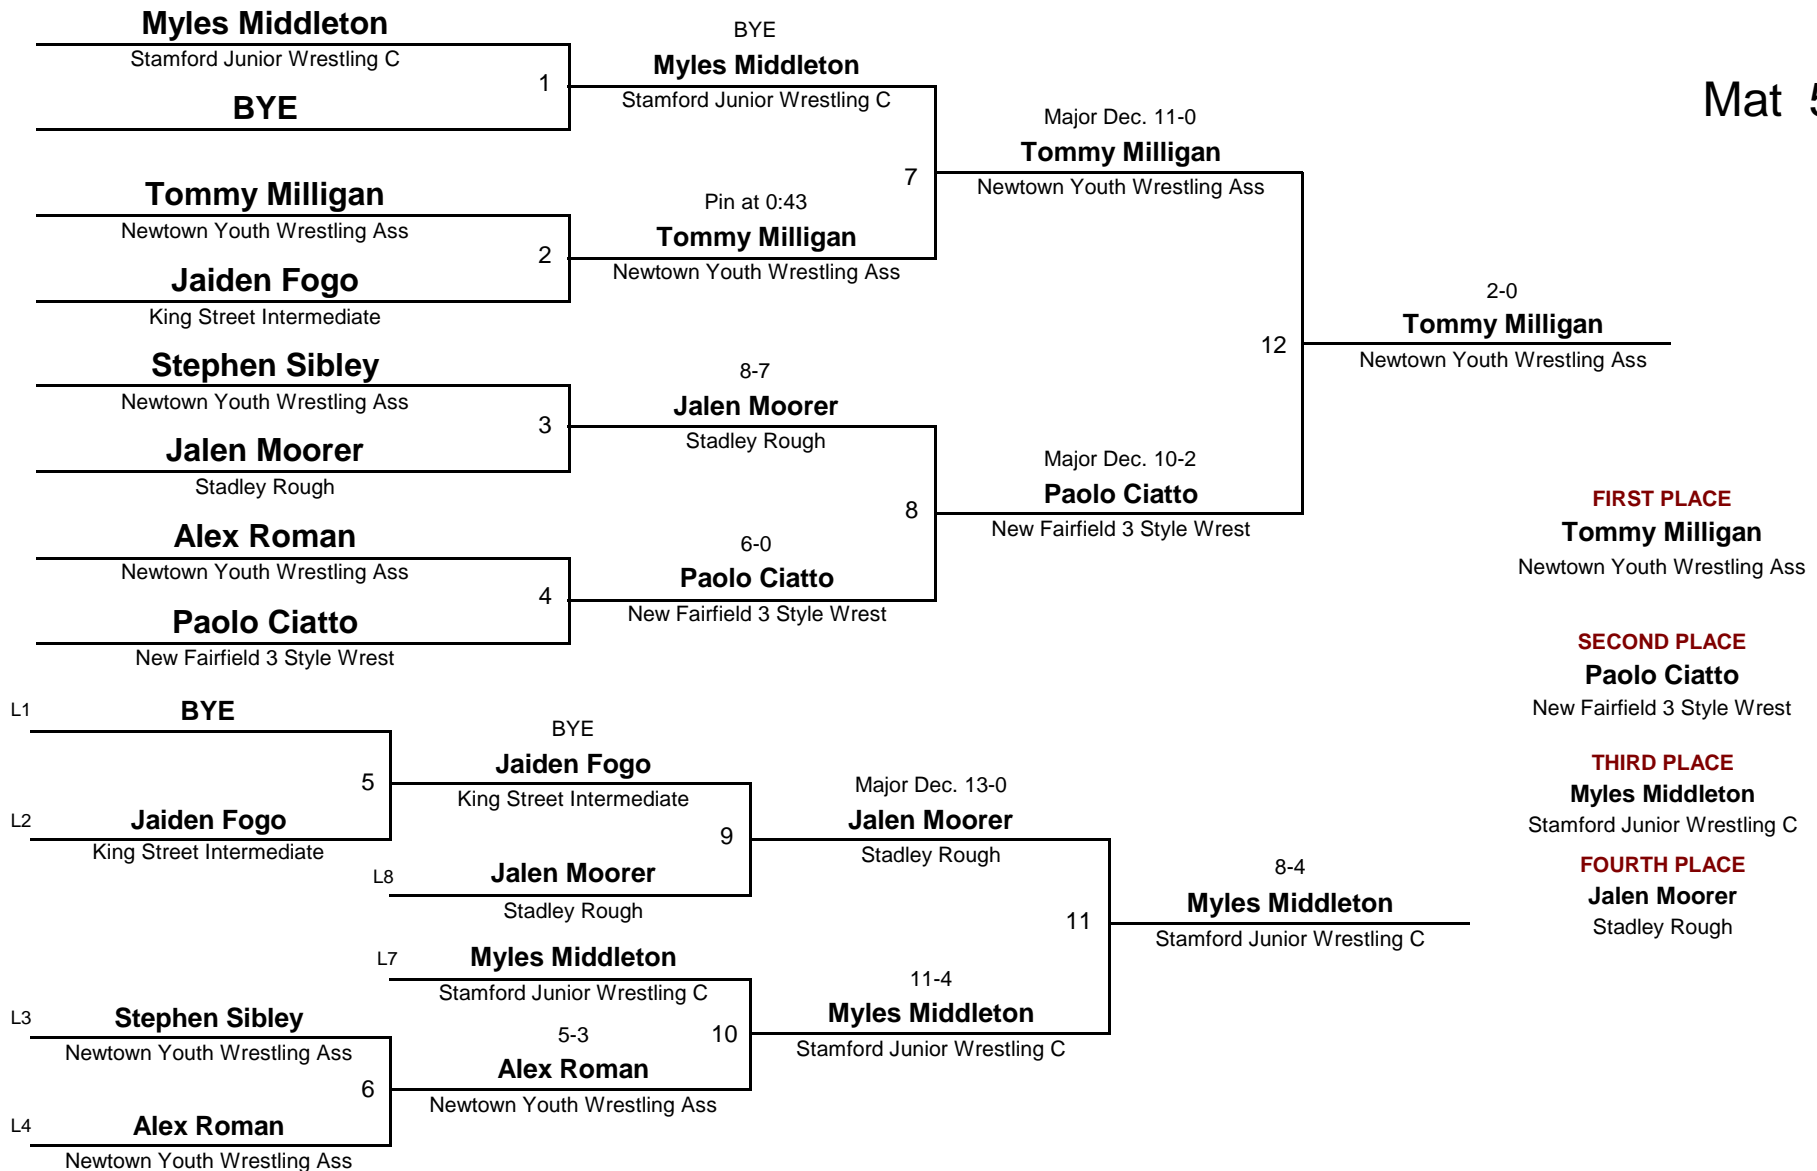 Myles Middleton
Stamford Junior Wrestling C
1
BYE
Tommy Milligan
Newtown Youth Wrestling Ass
2
Jaiden Fogo
King Street Intermediate
Stephen Sibley
Newtown Youth Wrestling Ass
3
Jalen Moorer
Stadley Rough
Alex Roman
Newtown Youth Wrestling Ass
4
Paolo Ciatto
New Fairfield 3 Style Wrest
BYE
Myles Middleton
Stamford Junior Wrestling C
7
Pin at 0:43
Tommy Milligan
Newtown Youth Wrestling Ass
8-7
Jalen Moorer
Stadley Rough
8
6-0
Paolo Ciatto
New Fairfield 3 Style Wrest
Major Dec. 11-0
Tommy Milligan
Newtown Youth Wrestling Ass
12
Major Dec. 10-2
Paolo Ciatto
New Fairfield 3 Style Wrest
2-0
Tommy Milligan
Newtown Youth Wrestling Ass
Mat 5
FIRST PLACE
Tommy Milligan
Newtown Youth Wrestling Ass
SECOND PLACE
Paolo Ciatto
New Fairfield 3 Style Wrest
THIRD PLACE
Myles Middleton
Stamford Junior Wrestling C
FOURTH PLACE
Jalen Moorer
Stadley Rough
L1 BYE
5
L2 Jaiden Fogo
King Street Intermediate
L3 Stephen Sibley
Newtown Youth Wrestling Ass
6
L4 Alex Roman
Newtown Youth Wrestling Ass
BYE
Jaiden Fogo
King Street Intermediate
9
L8 Jalen Moorer
Stadley Rough
L7 Myles Middleton
Stamford Junior Wrestling C
10
5-3
Alex Roman
Newtown Youth Wrestling Ass
Major Dec. 13-0
Jalen Moorer
Stadley Rough
11
11-4
Myles Middleton
Stamford Junior Wrestling C
8-4
Myles Middleton
Stamford Junior Wrestling C